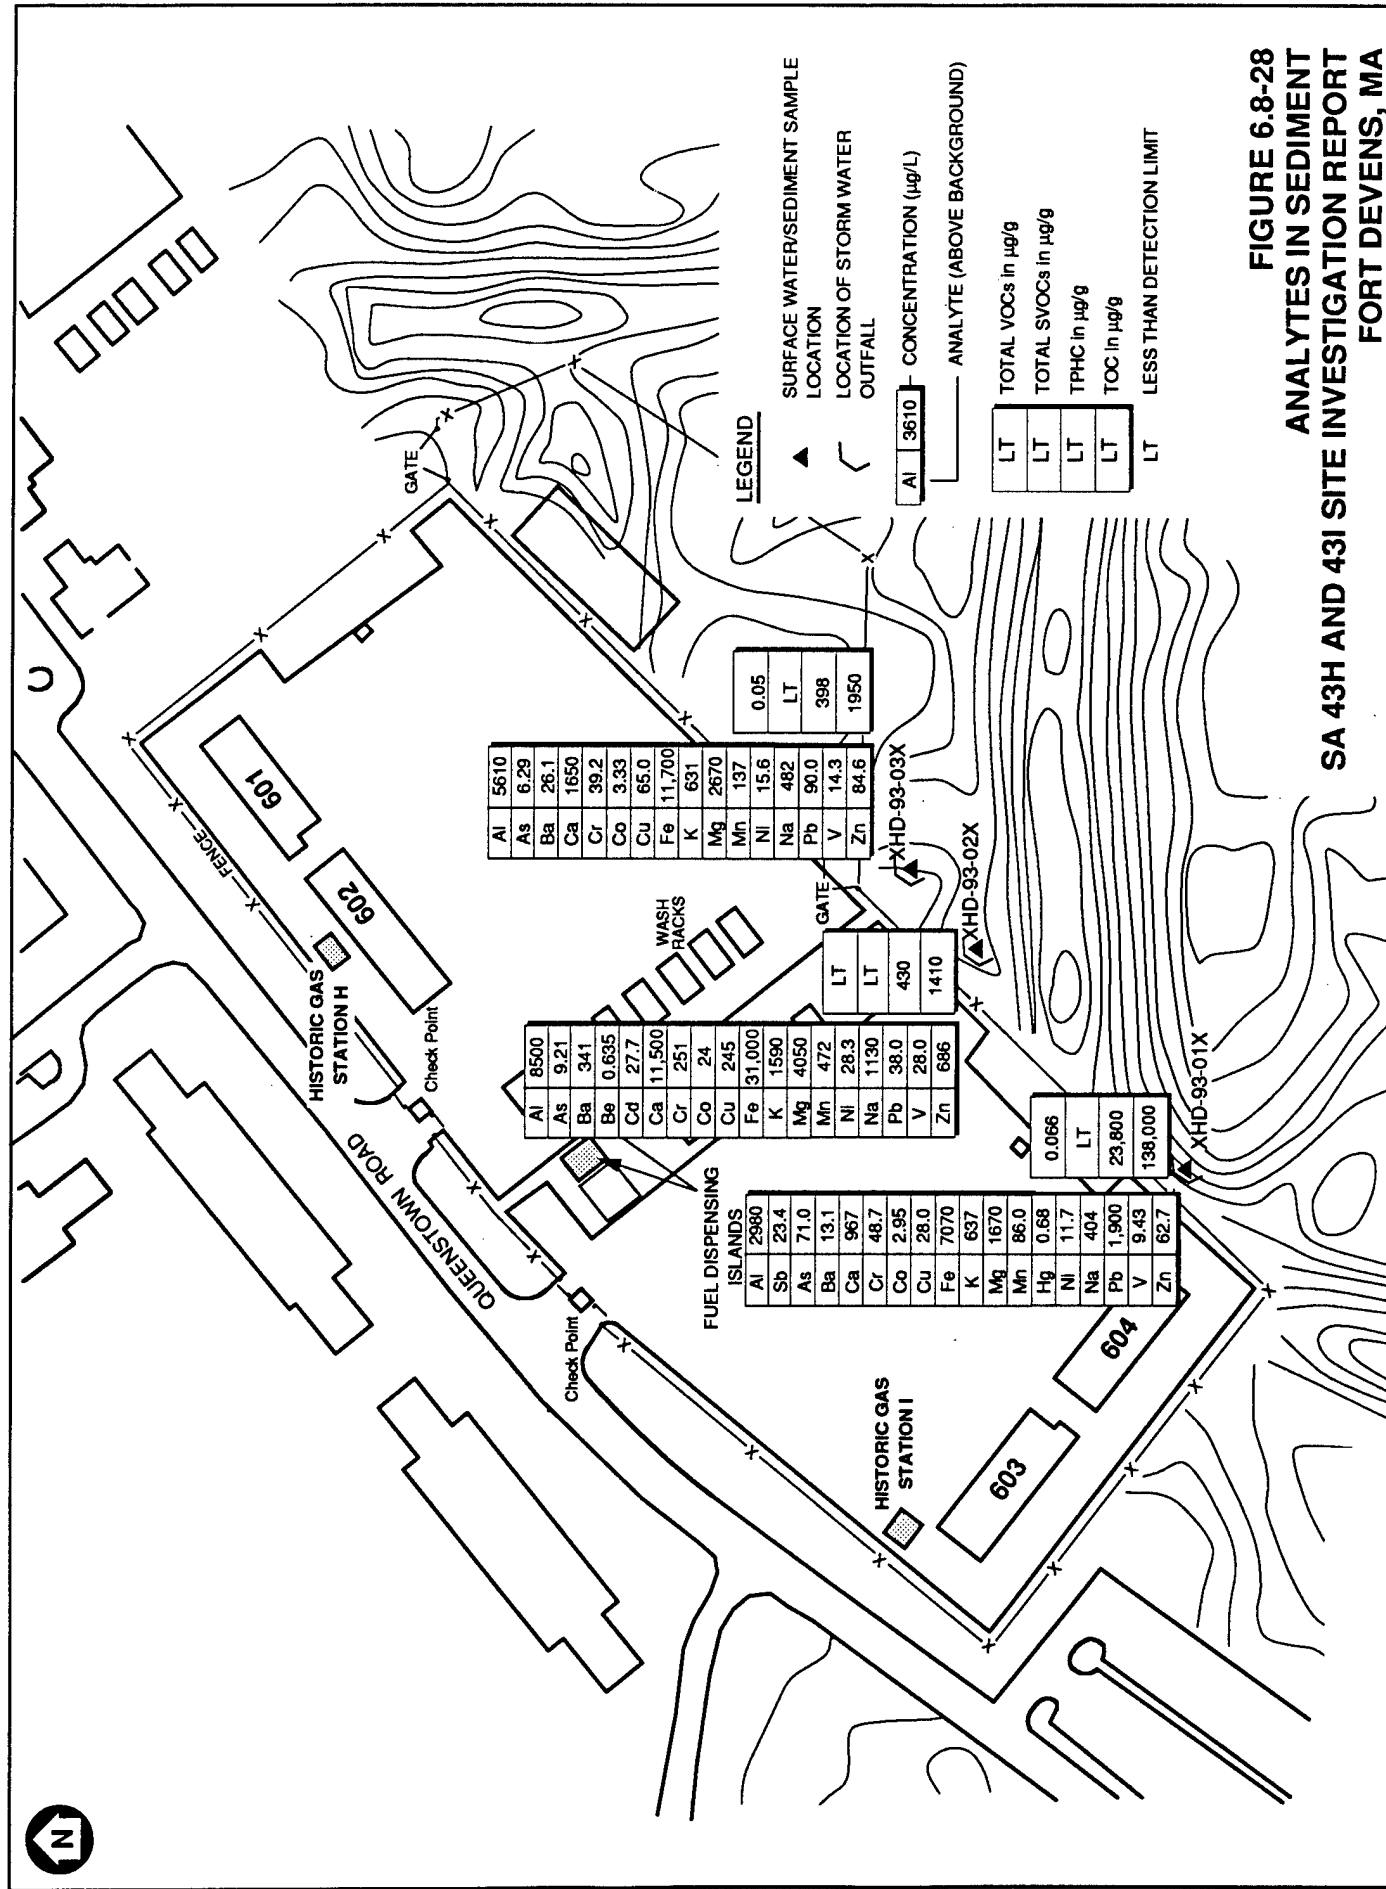 N
QUEENSTOWN ROAD
HISTORIC GAS
STATION H
Check Point
Check Point
FENCE
601
602
GATE
WASH
RACKS
GATE
FUEL DISPENSING
ISLANDS
HISTORIC GAS
STATION I
603
604
Al 5610
As 6.29
Ba 26.1
Ca 1650
Cr 39.2
Co 3.33
Cu 65.0
Fe 11,700
K 631
Mg 2670
Mn 137
Ni 15.6
Na 482
Pb 90.0
V 14.3
Zn 84.6
0.05
LT
398
1950
XHD-93-03X
Al 8500
As 9.21
Ba 341
Be 0.635
Cd 27.7
Ca 11,500
Cr 251
Co 24
Cu 245
Fe 31,000
K 1590
Mg 4050
Mn 472
Ni 28.3
Na 1130
Pb 38.0
V 28.0
Zn 686
LT
LT
430
1410
XHD-93-02X
Al 2980
Sb 23.4
As 71.0
Ba 13.1
Ca 967
Cr 48.7
Co 2.95
Cu 28.0
Fe 7070
K 637
Mg 1670
Mn 86.0
Hg 0.68
Ni 11.7
Na 404
Pb 1,900
V 9.43
Zn 62.7
0.066
LT
23,800
138,000
XHD-93-01X
LEGEND
SURFACE WATER/SEDIMENT SAMPLE
LOCATION
LOCATION OF STORM WATER
OUTFALL
Al 3610 CONCENTRATION (µg/L)
ANALYTE (ABOVE BACKGROUND)
LT TOTAL VOCs in µg/g
LT TOTAL SVOCs in µg/g
LT TPHC in µg/g
LT TOC in µg/g
LT LESS THAN DETECTION LIMIT
FIGURE 6.8-28
ANALYTES IN SEDIMENT
SA 43H AND 43I SITE INVESTIGATION REPORT
FORT DEVENS, MA